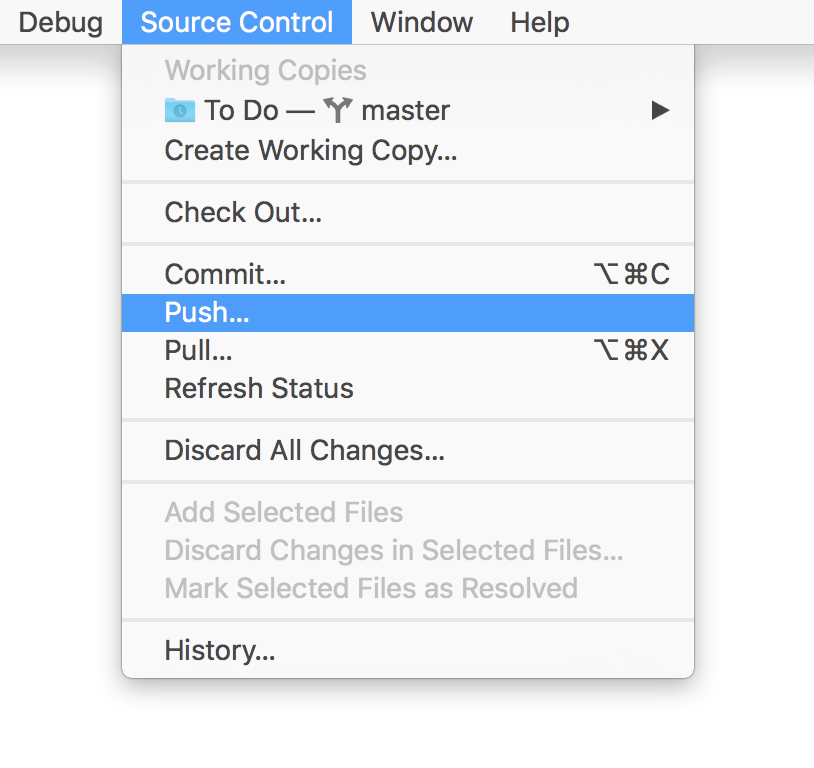 Debug Source Control Window Help
Working Copies
To Do — master ▶
Create Working Copy...
Check Out...
Commit... ⌥⌘C
Push...
Pull... ⌥⌘X
Refresh Status
Discard All Changes...
Add Selected Files
Discard Changes in Selected Files...
Mark Selected Files as Resolved
History...